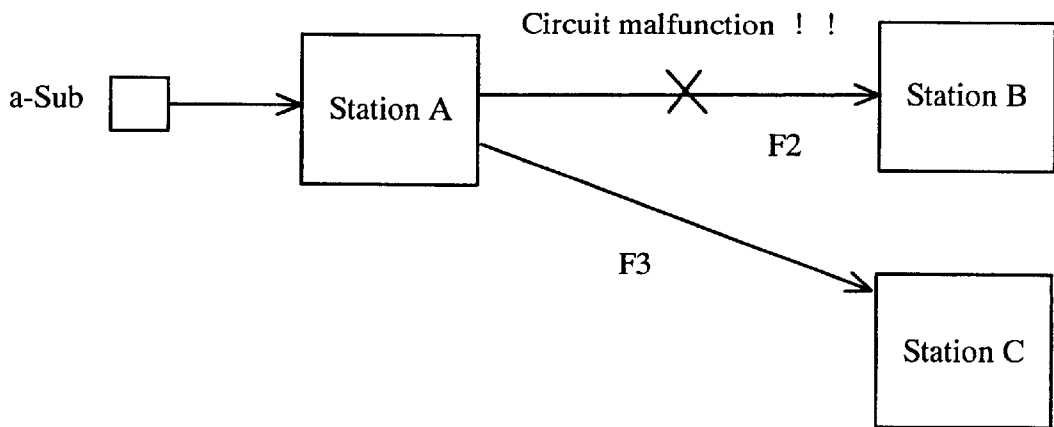 Circuit malfunction ! !
a-Sub
Station A
Station B
F2
F3
Station C